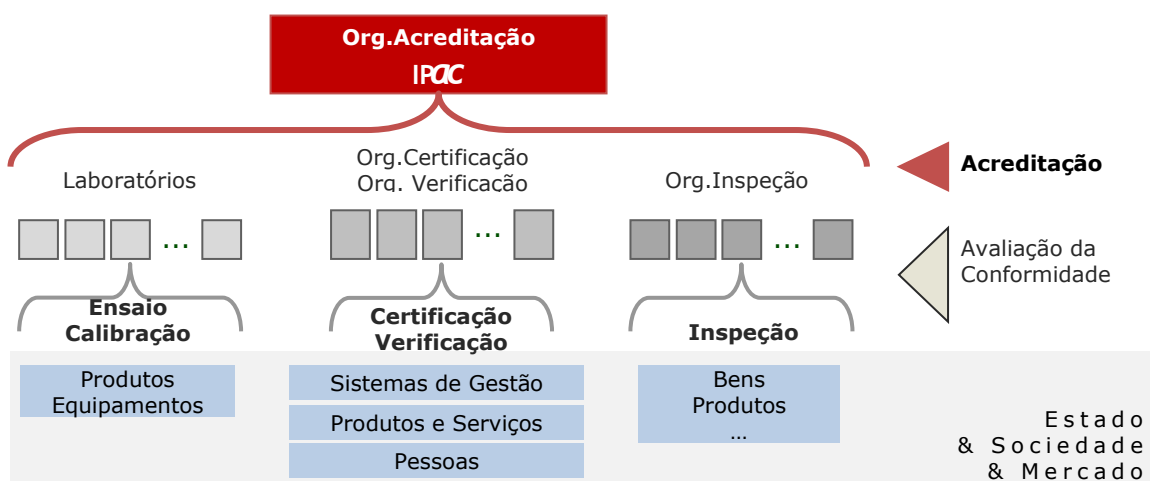 Org.Acreditação
IPAC
Laboratórios
Org.Certificação
Org. Verificação
Org.Inspeção
Acreditação
...
...
...
Avaliação da
Conformidade
Ensaio
Calibração
Certificação
Verificação
Inspeção
Produtos
Equipamentos
Sistemas de Gestão
Produtos e Serviços
Pessoas
Bens
Produtos
...
Estado
& Sociedade
& Mercado